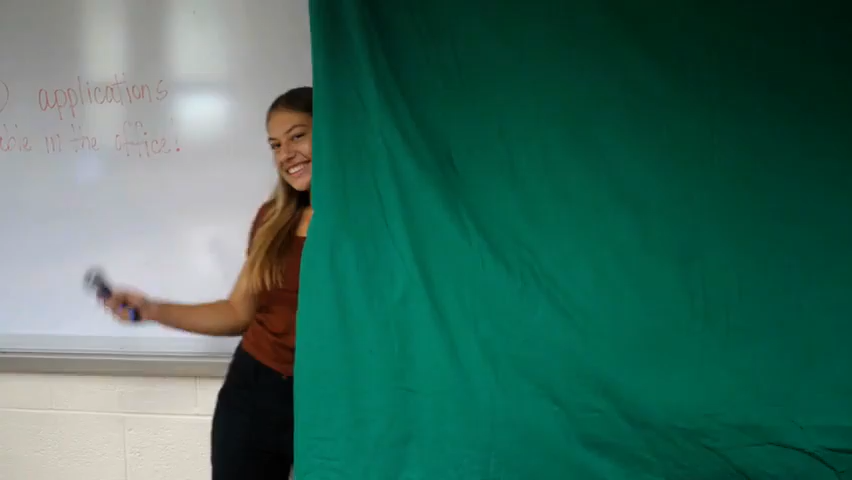 applications
in the office!